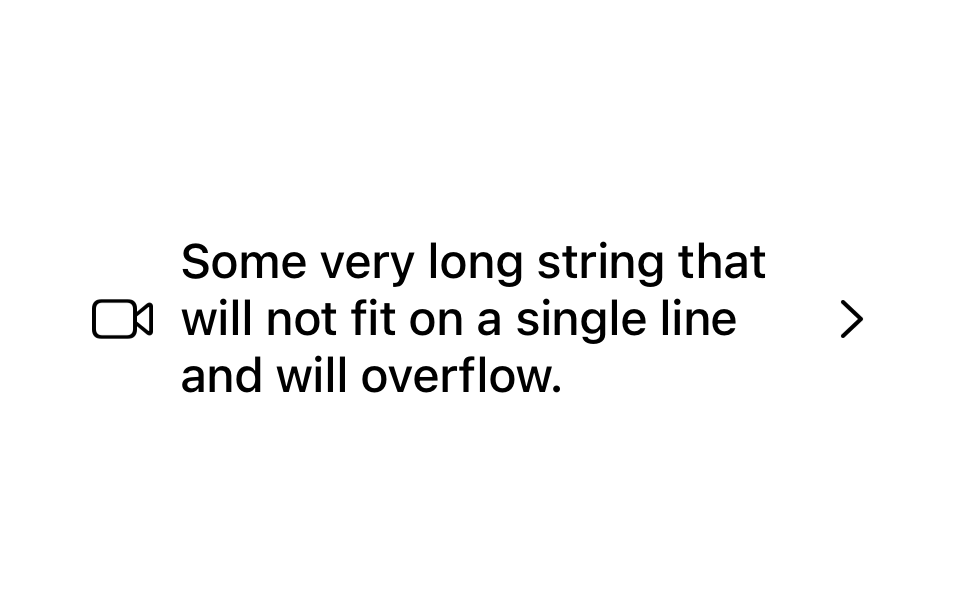 Some very long string that
will not fit on a single line
and will overflow.